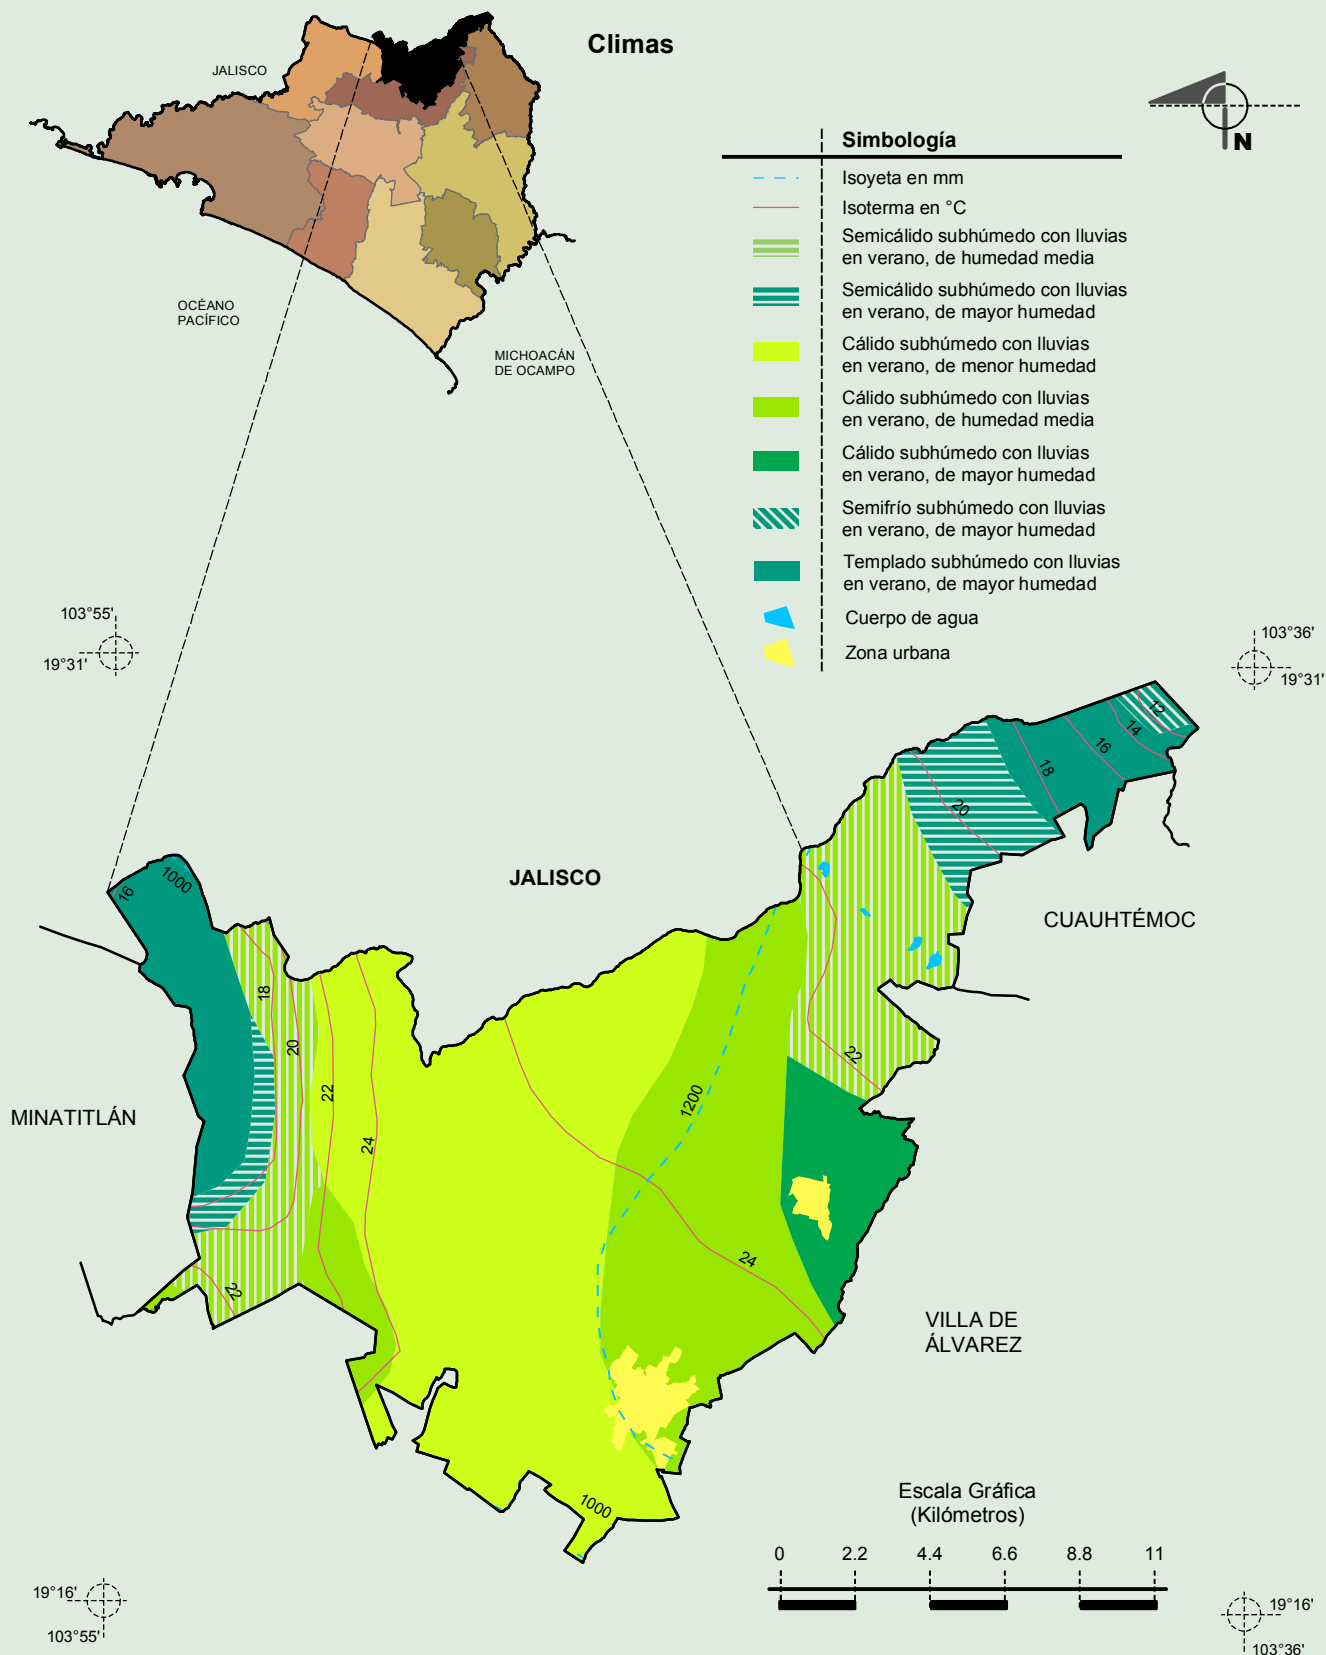 Climas
JALISCO
OCÉANO
PACÍFICO
MICHOACÁN
DE OCAMPO
N
Simbología
Isoyeta en mm
Isoterma en °C
Semicálido subhúmedo con lluvias
en verano, de humedad media
Semicálido subhúmedo con lluvias
en verano, de mayor humedad
Cálido subhúmedo con lluvias
en verano, de menor humedad
Cálido subhúmedo con lluvias
en verano, de humedad media
Cálido subhúmedo con lluvias
en verano, de mayor humedad
Semifrío subhúmedo con lluvias
en verano, de mayor humedad
Templado subhúmedo con lluvias
en verano, de mayor humedad
Cuerpo de agua
Zona urbana
103°55'
19°31'
103°36'
19°31'
12
14
16
18
20
JALISCO
16
1000
CUAUHTÉMOC
18
20
22
24
MINATITLÁN
22
1200
22
24
VILLA DE
ÁLVAREZ
1000
Escala Gráfica
(Kilómetros)
0 2.2 4.4 6.6 8.8 11
19°16'
103°55'
19°16'
103°36'